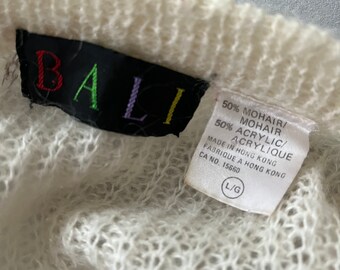 BALI
50% MOHAIR/
MOHAIR
50% ACRYLIC/
ACRYLIQUE
MADE IN HONG KONG
FABRIQUE A HONG KONG
CA NO. 15660
L/G